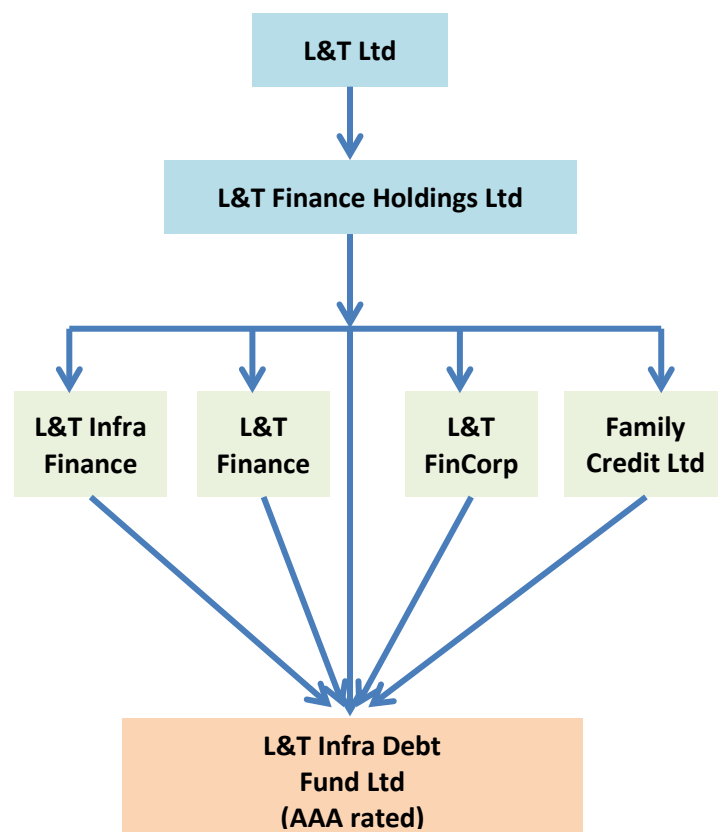 L&T Ltd
L&T Finance Holdings Ltd
L&T Infra
Finance
L&T
Finance
L&T
FinCorp
Family
Credit Ltd
L&T Infra Debt
Fund Ltd
(AAA rated)